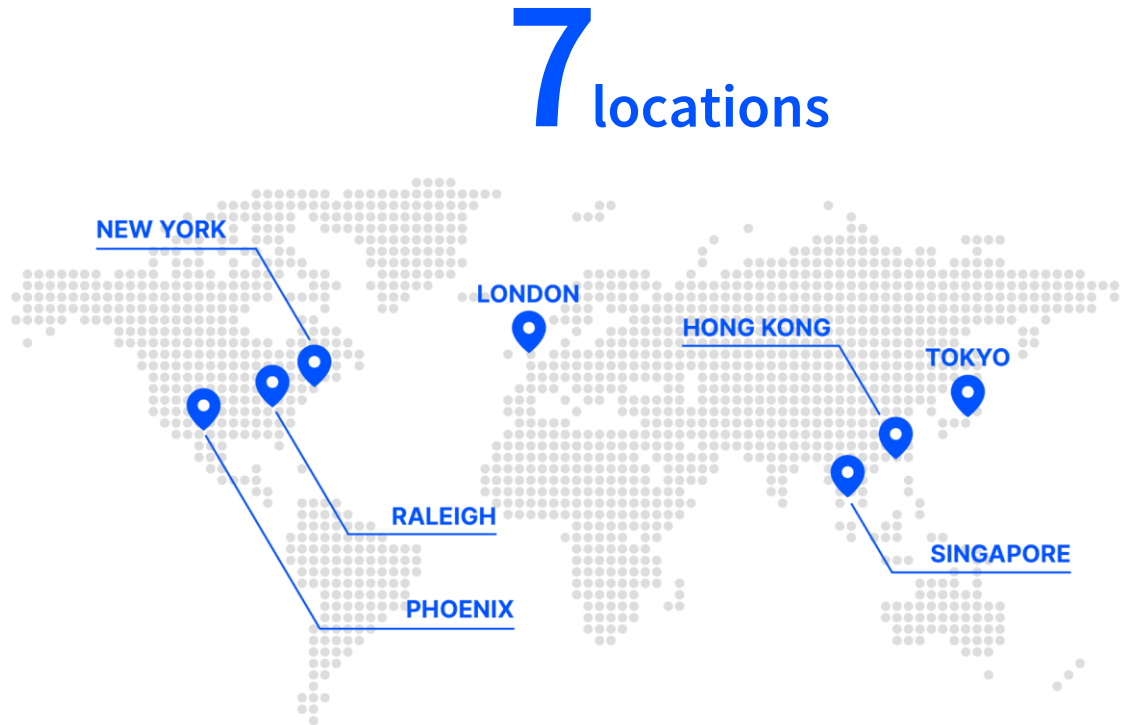 7 locations
NEW YORK
LONDON
HONG KONG
TOKYO
RALEIGH
SINGAPORE
PHOENIX